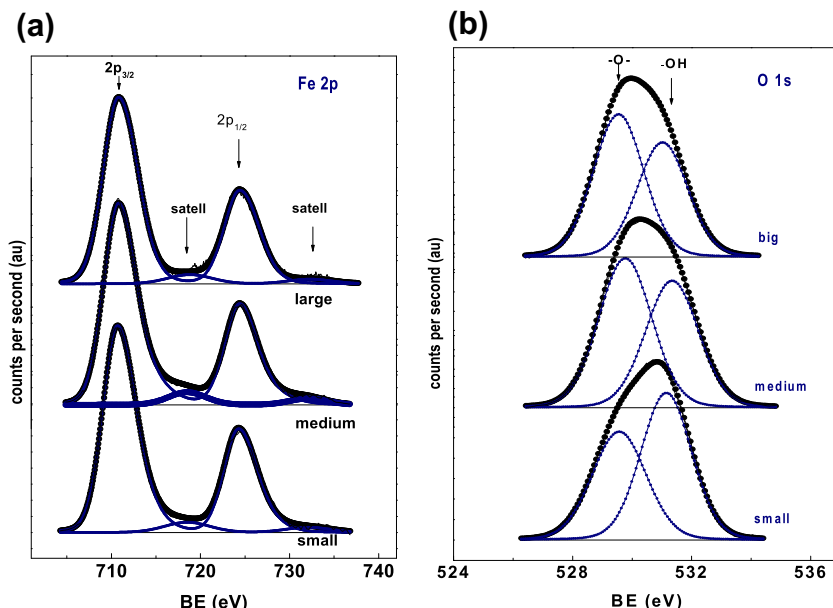 (a)
2p3/2
Fe 2p
2p1/2
satell
satell
large
medium
small
counts per second (au)
710
720
730
740
BE (eV)
(b)
-O-
-OH
O 1s
big
medium
small
counts per second (au)
524
528
532
536
BE (eV)